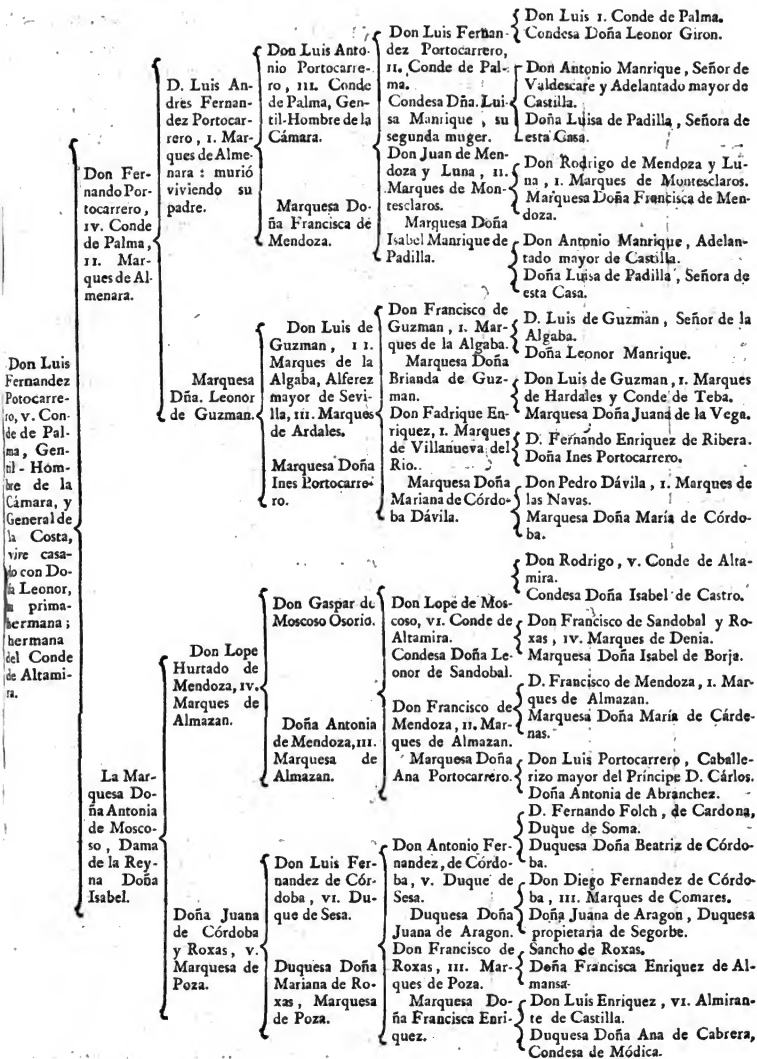 Don Luis
Fernandez
Potocarre-
ro, v. Con-
de de Pal-
ma, Gen-
til-Hom-
bre de la
Cámara, y
General de
la Costa,
vive casa-
do con Do-
ña Leonor,
prima-
hermana;
hermana
del Conde
de Altami-
ra.
Don Fer-
nando Por-
tocarrero,
IV. Conde
de Palma,
II. Mar-
ques de Al-
menara.
La Mar-
quesa Do-
ña Antonia
de Mosco-
so, Dama
de la Rey-
na Doña
Isabel.
D. Luis An-
dres Fernan-
dez Portocar-
rero, I. Mar-
ques de Alme-
nara: murió
viviendo su
padre.
Marquesa
Dña. Leonor
de Guzman.
Don Lope
Hurtado de
Mendoza, IV.
Marques de
Almazan.
Doña Juana
de Córdoba
y Roxas, v.
Marquesa de
Poza.
Don Luis Anto-
nio Portocarre-
ro, III. Conde
de Palma, Gen-
til-Hombre de la
Cámara.
Marquesa Do-
ña Francisca de
Mendoza.
Don Luis de
Guzman, II.
Marques de la
Algaba, Alferez
mayor de Sevi-
lla, III. Marques
de Ardales.
Marquesa Doña
Ines Portocarre-
ro.
Don Gaspar de
Moscoso Osorio.
Doña Antonia
de Mendoza, III.
Marquesa de
Almazan.
Don Luis Fer-
nandez de Cór-
doba, VI. Du-
que de Sesa.
Duquesa Doña
Mariana de Ro-
xas, Marquesa
de Poza.
Don Luis Fernan-
dez Portocarrero,
II. Conde de Pal-
ma.
Condesa Dña. Lui-
sa Manrique, su
segunda muger.
Don Juan de Men-
doza y Luna, II.
Marques de Mon-
tesclaros.
Marquesa Doña
Isabel Manrique de
Padilla.
Don Francisco de
Guzman, I. Mar-
ques de la Algaba.
Marquesa Doña
Brianda de Guz-
man.
Don Fadrique En-
riquez, I. Marques
de Villanueva del
Rio.
Marquesa Doña
Mariana de Córdo-
ba Dávila.
Don Lope de Mos-
coso, VI. Conde de
Altamira.
Condesa Doña Le-
onor de Sandobal.
Don Francisco de
Mendoza, II. Mar-
ques de Almazan.
Marquesa Doña
Ana Portocarrero.
Don Antonio Fer-
nandez, de Córdo-
ba, v. Duque de
Sesa.
Duquesa Doña
Juana de Aragon.
Don Francisco de
Roxas, III. Mar-
ques de Poza.
Marquesa Do-
ña Francisca Enri-
quez.
Don Luis I. Conde de Palma.
Condesa Doña Leonor Giron.
Don Antonio Manrique, Señor de
Valdescare y Adelantado mayor de
Castilla.
Doña Luisa de Padilla, Señora de
esta Casa.
Don Rodrigo de Mendoza y Lu-
na, I. Marques de Montesclaros.
Marquesa Doña Francisca de Men-
doza.
Don Antonio Manrique, Adelan-
tado mayor de Castilla.
Doña Luisa de Padilla, Señora de
esta Casa.
D. Luis de Guzman, Señor de la
Algaba.
Doña Leonor Manrique.
Don Luis de Guzman, I. Marques
de Hardales y Conde de Teba.
Marquesa Doña Juana de la Vega.
D. Fernando Enriquez de Ribera.
Doña Ines Portocarrero.
Don Pedro Dávila, I. Marques de
las Navas.
Marquesa Doña María de Córdo-
ba.
Don Rodrigo, v. Conde de Alta-
mira.
Condesa Doña Isabel de Castro.
Don Francisco de Sandobal y Ro-
xas, IV. Marques de Denia.
Marquesa Doña Isabel de Borja.
D. Francisco de Mendoza, I. Mar-
ques de Almazan.
Marquesa Doña María de Cárde-
nas.
Don Luis Portocarrero, Caballe-
rizo mayor del Príncipe D. Cárlos.
Doña Antonia de Abranchez.
D. Fernando Folch, de Cardona,
Duque de Soma.
Duquesa Doña Beatriz de Córdo-
ba.
Don Diego Fernandez de Córdo-
ba, III. Marques de Comares.
Doña Juana de Aragon, Duquesa
propietaria de Segorbe.
Sancho de Roxas.
Doña Francisca Enriquez de Al-
mansa.
Don Luis Enriquez, VI. Almiran-
te de Castilla.
Duquesa Doña Ana de Cabrera,
Condesa de Módica.